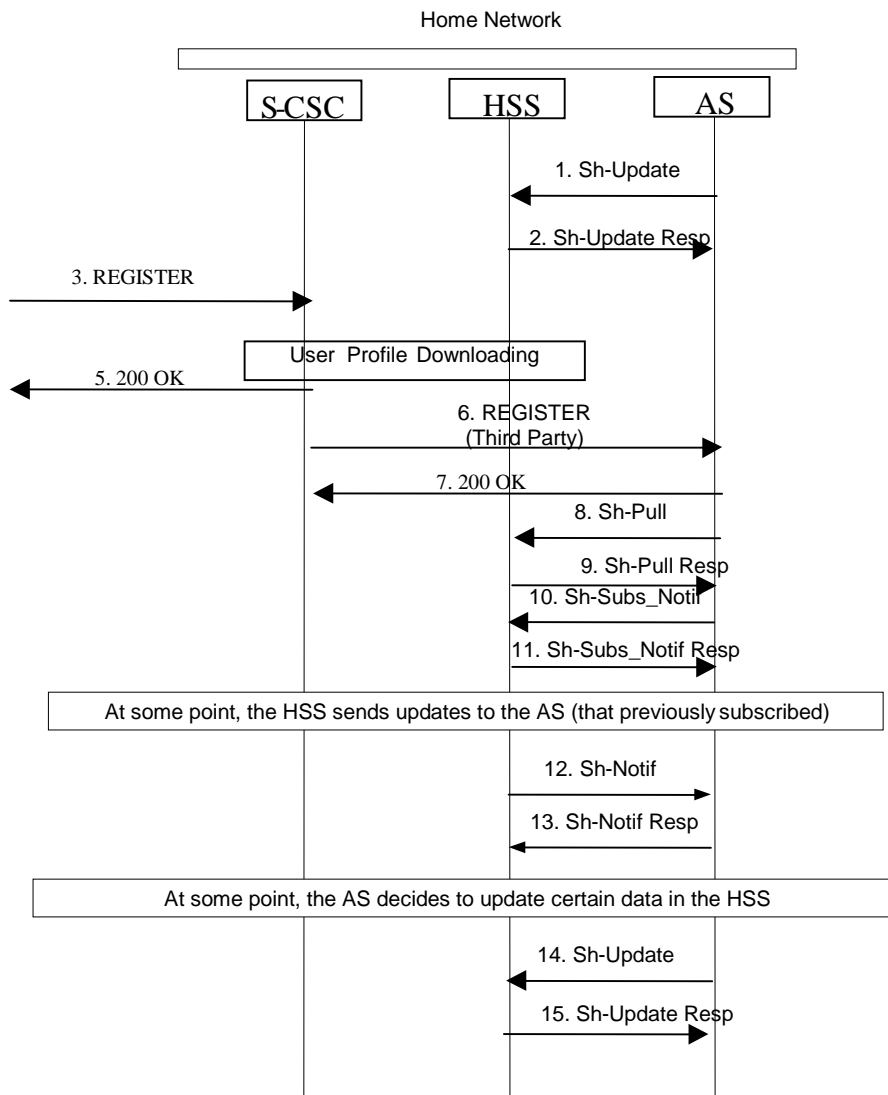 Home Network
S-CSC
HSS
AS
1. Sh-Update
2. Sh-Update Resp
3. REGISTER
User Profile Downloading
5. 200 OK
6. REGISTER
(Third Party)
7. 200 OK
8. Sh-Pull
9. Sh-Pull Resp
10. Sh-Subs_Notif
11. Sh-Subs_Notif Resp
At some point, the HSS sends updates to the AS (that previously subscribed)
12. Sh-Notif
13. Sh-Notif Resp
At some point, the AS decides to update certain data in the HSS
14. Sh-Update
15. Sh-Update Resp